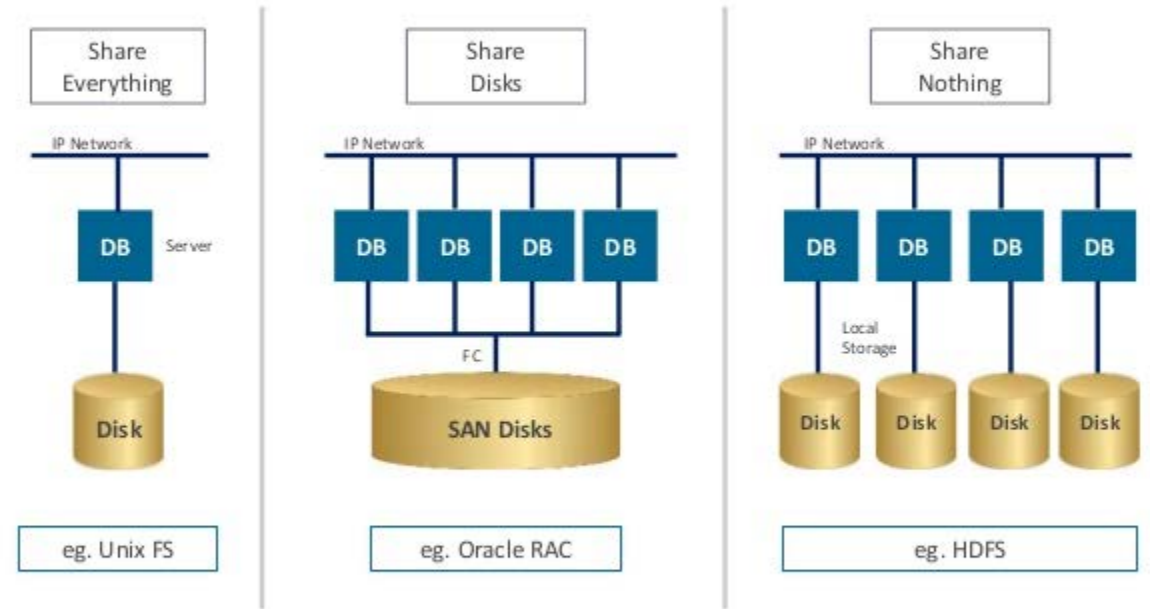 Share
Everything
IP Network
DB
Server
Disk
eg. Unix FS
Share
Disks
IP Network
DB DB DB DB
FC
SAN Disks
eg. Oracle RAC
Share
Nothing
IP Network
DB DB DB DB
Local
Storage
Disk Disk Disk Disk
eg. HDFS